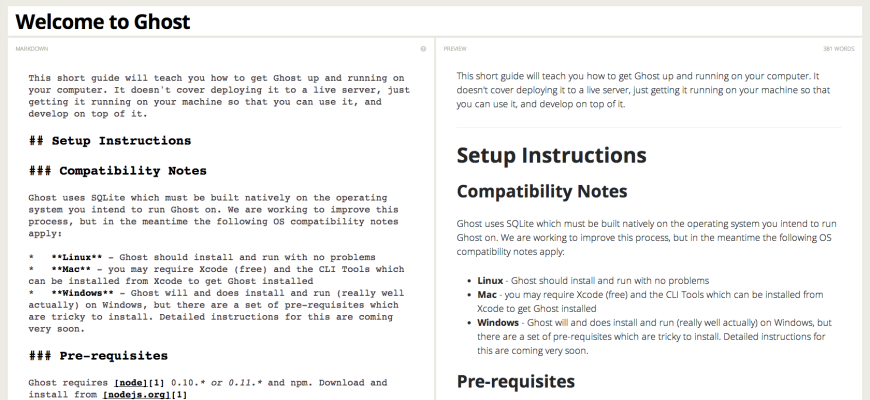 Welcome to Ghost
MARKDOWN
This short guide will teach you how to get Ghost up and running on
your computer. It doesn't cover deploying it to a live server, just
getting it running on your machine so that you can use it, and
develop on top of it.
## Setup Instructions
### Compatibility Notes
Ghost uses SQLite which must be built natively on the operating
system you intend to run Ghost on. We are working to improve this
process, but in the meantime the following OS compatibility notes
apply:
* **Linux** - Ghost should install and run with no problems
* **Mac** - you may require Xcode (free) and the CLI Tools which
can be installed from Xcode to get Ghost installed
* **Windows** - Ghost will and does install and run (really well
actually) on Windows, but there are a set of pre-requisites which
are tricky to install. Detailed instructions for this are coming
very soon.
### Pre-requisites
Ghost requires [node][1] 0.10.* or 0.11.* and npm. Download and
install from [nodejs.org][1]
PREVIEW
381 WORDS
This short guide will teach you how to get Ghost up and running on your computer. It
doesn't cover deploying it to a live server, just getting it running on your machine so that
you can use it, and develop on top of it.
Setup Instructions
Compatibility Notes
Ghost uses SQLite which must be built natively on the operating system you intend to run
Ghost on. We are working to improve this process, but in the meantime the following OS
compatibility notes apply:
• Linux - Ghost should install and run with no problems
• Mac - you may require Xcode (free) and the CLI Tools which can be installed from
Xcode to get Ghost installed
• Windows - Ghost will and does install and run (really well actually) on Windows, but
there are a set of pre-requisites which are tricky to install. Detailed instructions for
this are coming very soon.
Pre-requisites